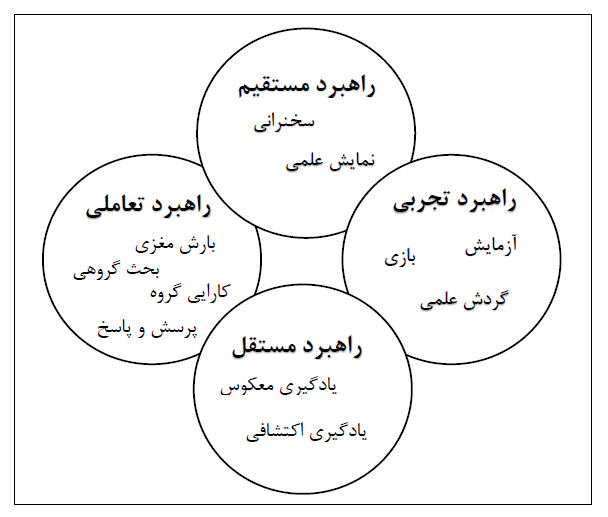 راهبرد مستقیم
سخنرانی
نمایش علمی
راهبرد تجربی
آزمایش
بازی
گردش علمی
راهبرد تعاملی
بارش مغزی
بحث گروهی
کارایی گروه
پرسش و پاسخ
راهبرد مستقل
یادگیری معکوس
یادگیری اکتشافی